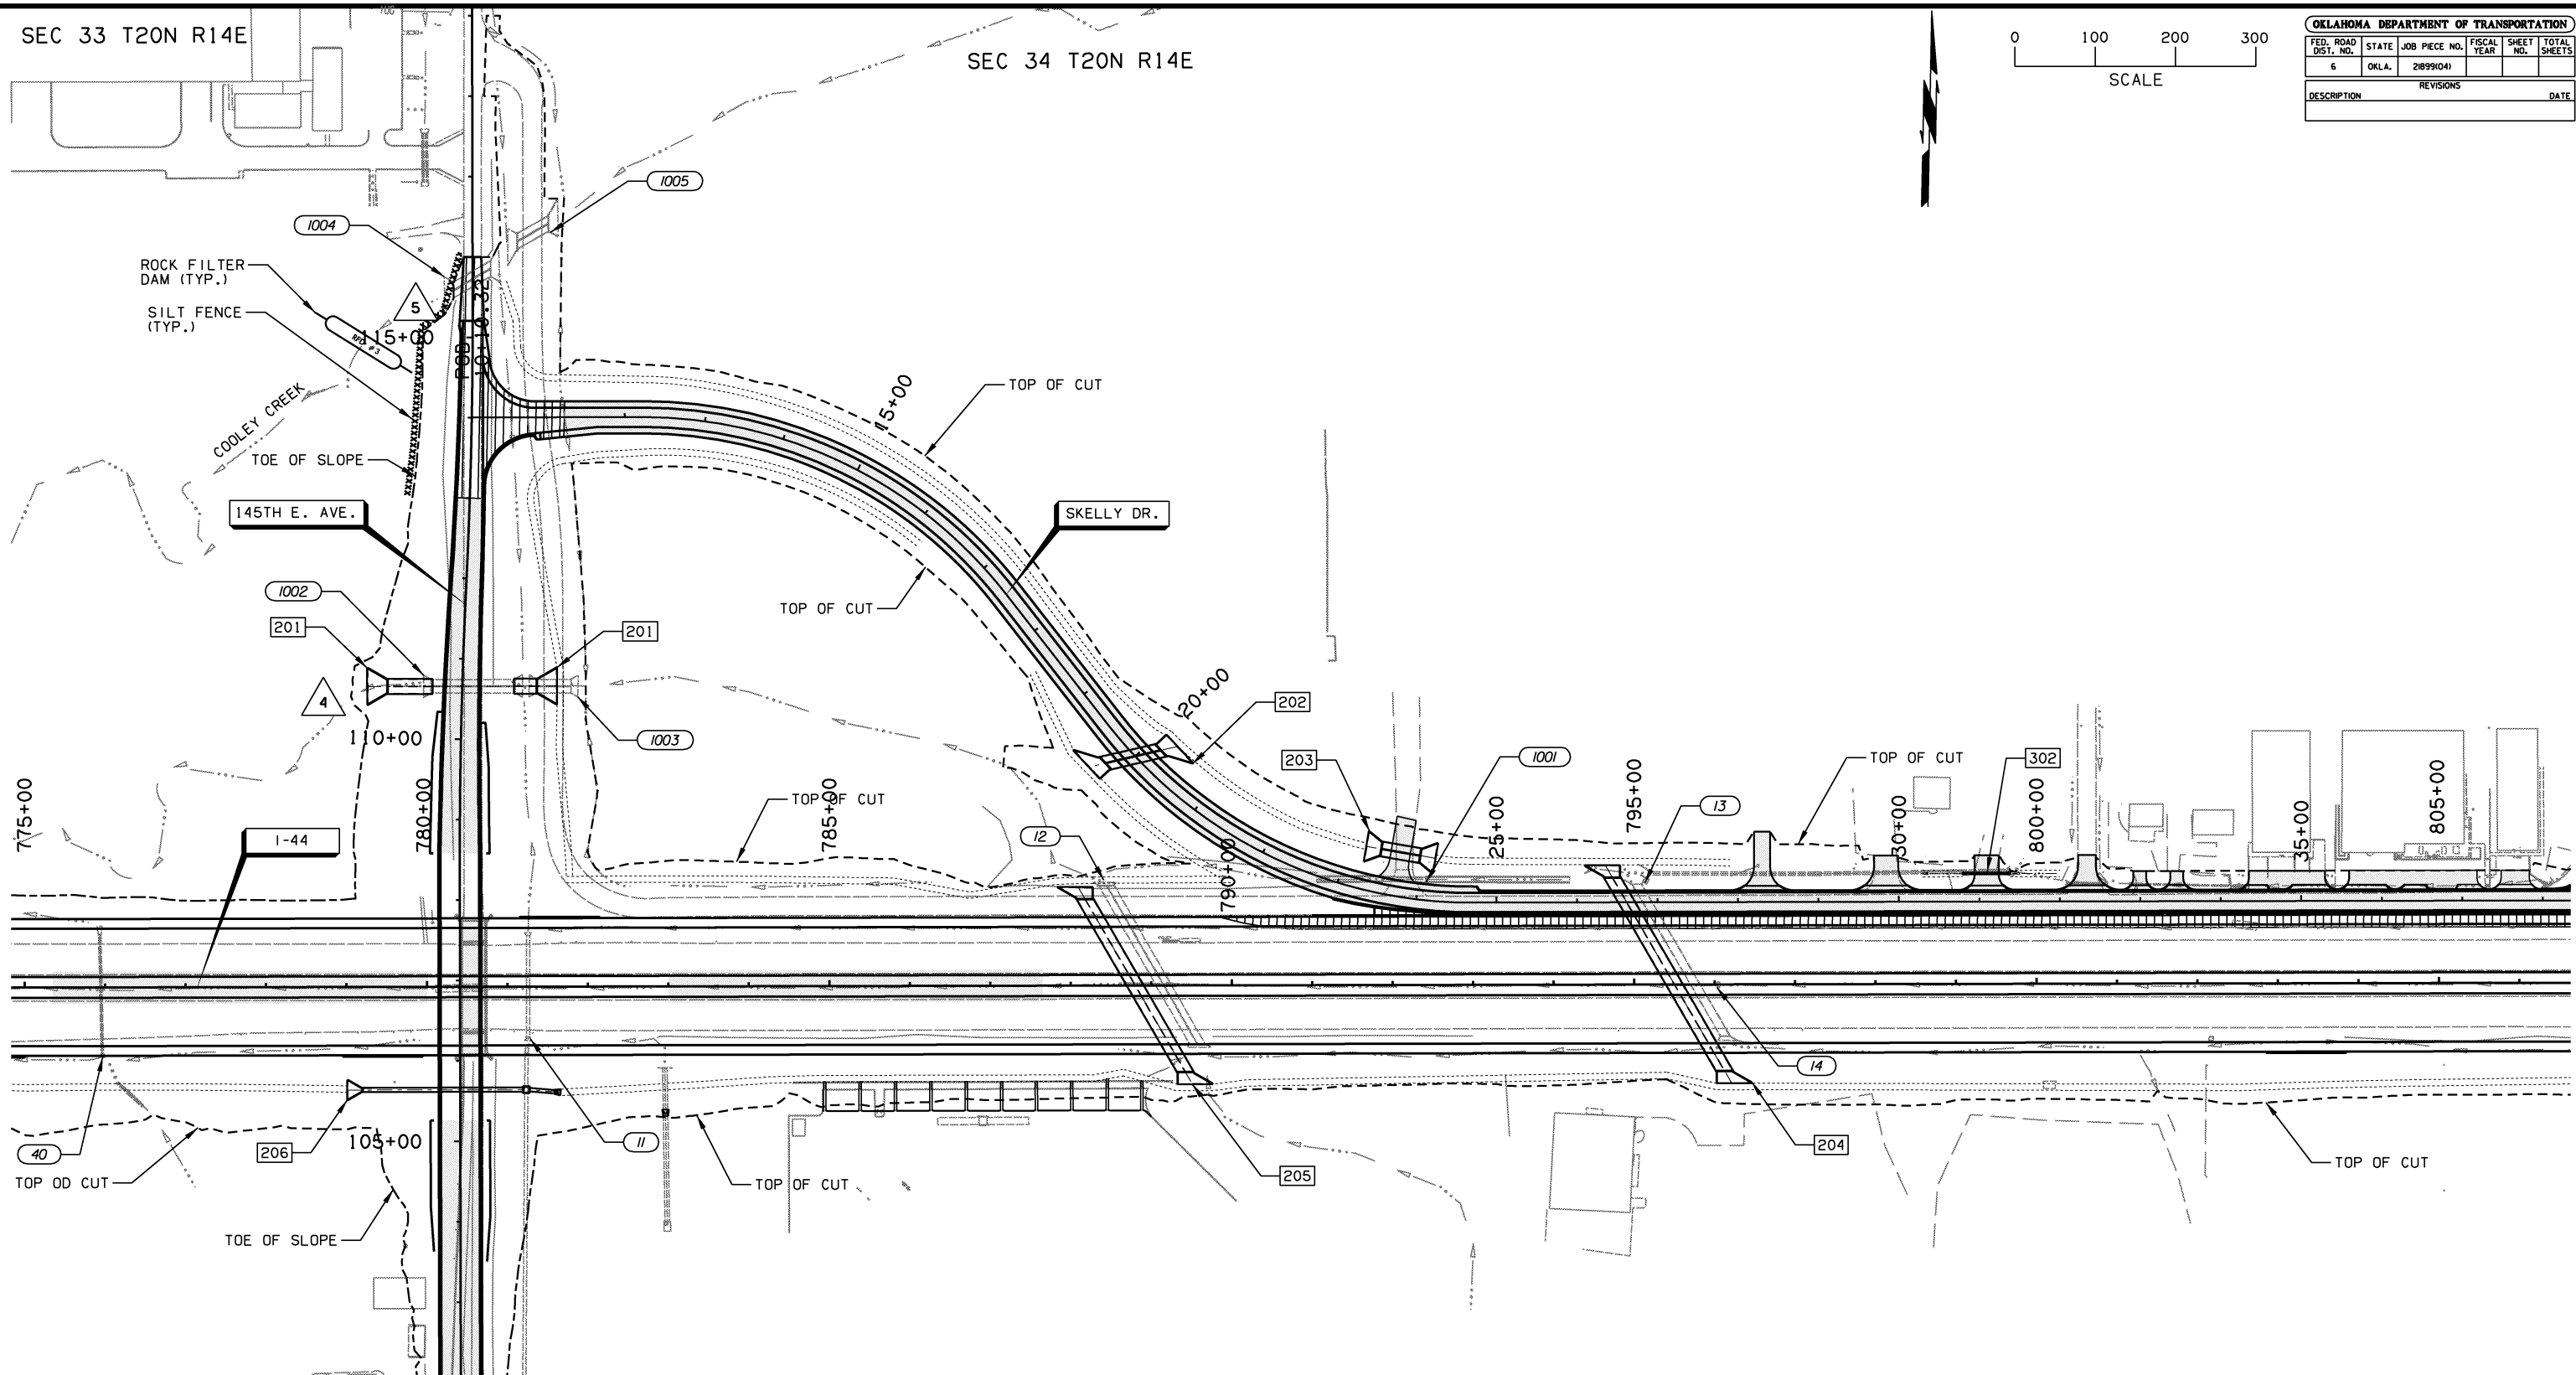 SEC 33 T20N R14E
SEC 34 T20N R14E
0 100 200 300
SCALE
N
OKLAHOMA DEPARTMENT OF TRANSPORTATION
FED. ROAD DIST. NO. STATE JOB PIECE NO. FISCAL YEAR SHEET NO. TOTAL SHEETS
6 OKLA. 21899(04)
REVISIONS
DESCRIPTION DATE
1005
1004
ROCK FILTER
DAM (TYP.)
SILT FENCE
(TYP.)
5
115+00
RFD #3
POB
10+10.32
COOLEY CREEK
TOE OF SLOPE
15+00
TOP OF CUT
145TH E. AVE.
SKELLY DR.
1002
201
201
TOP OF CUT
4
110+00
1003
20+00
202
203
1001
TOP OF CUT
302
775+00
I-44
780+00
TOP OF CUT
785+00
12
790+00
25+00
795+00
13
30+00
800+00
35+00
805+00
40
TOP OD CUT
206
105+00
11
TOP OF CUT
205
14
204
TOP OF CUT
TOE OF SLOPE